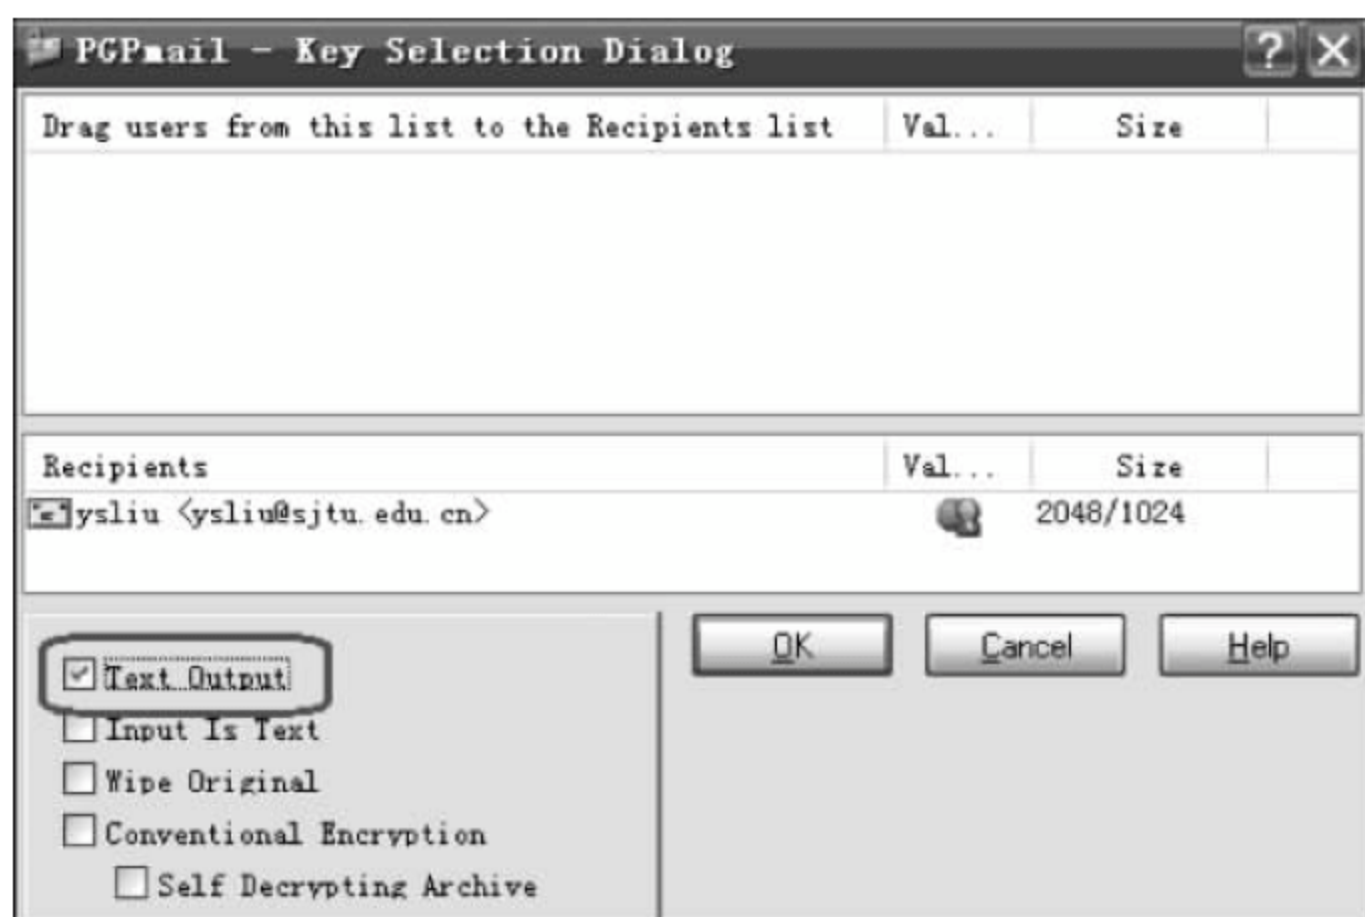 PGPmail - Key Selection Dialog
Drag users from this list to the Recipients list Val... Size
Recipients Val... Size
ysliu <ysliu@sjtu.edu.cn> 2048/1024
OK Cancel Help
Text Output
Input Is Text
Wipe Original
Conventional Encryption
Self Decrypting Archive